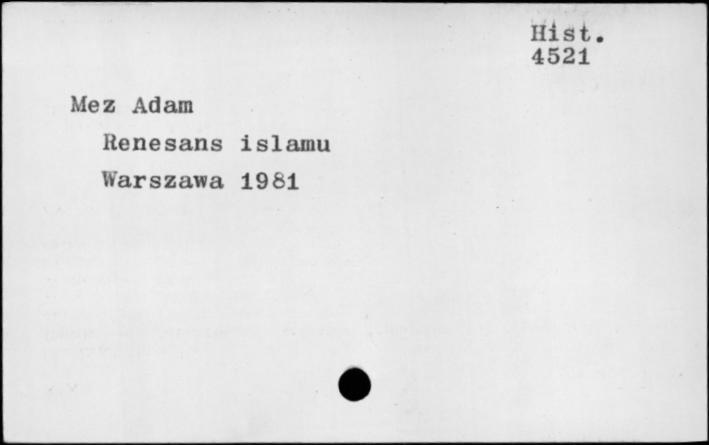 Hist.
4521
Mez Adam
Renesans islamu
Warszawa 1981